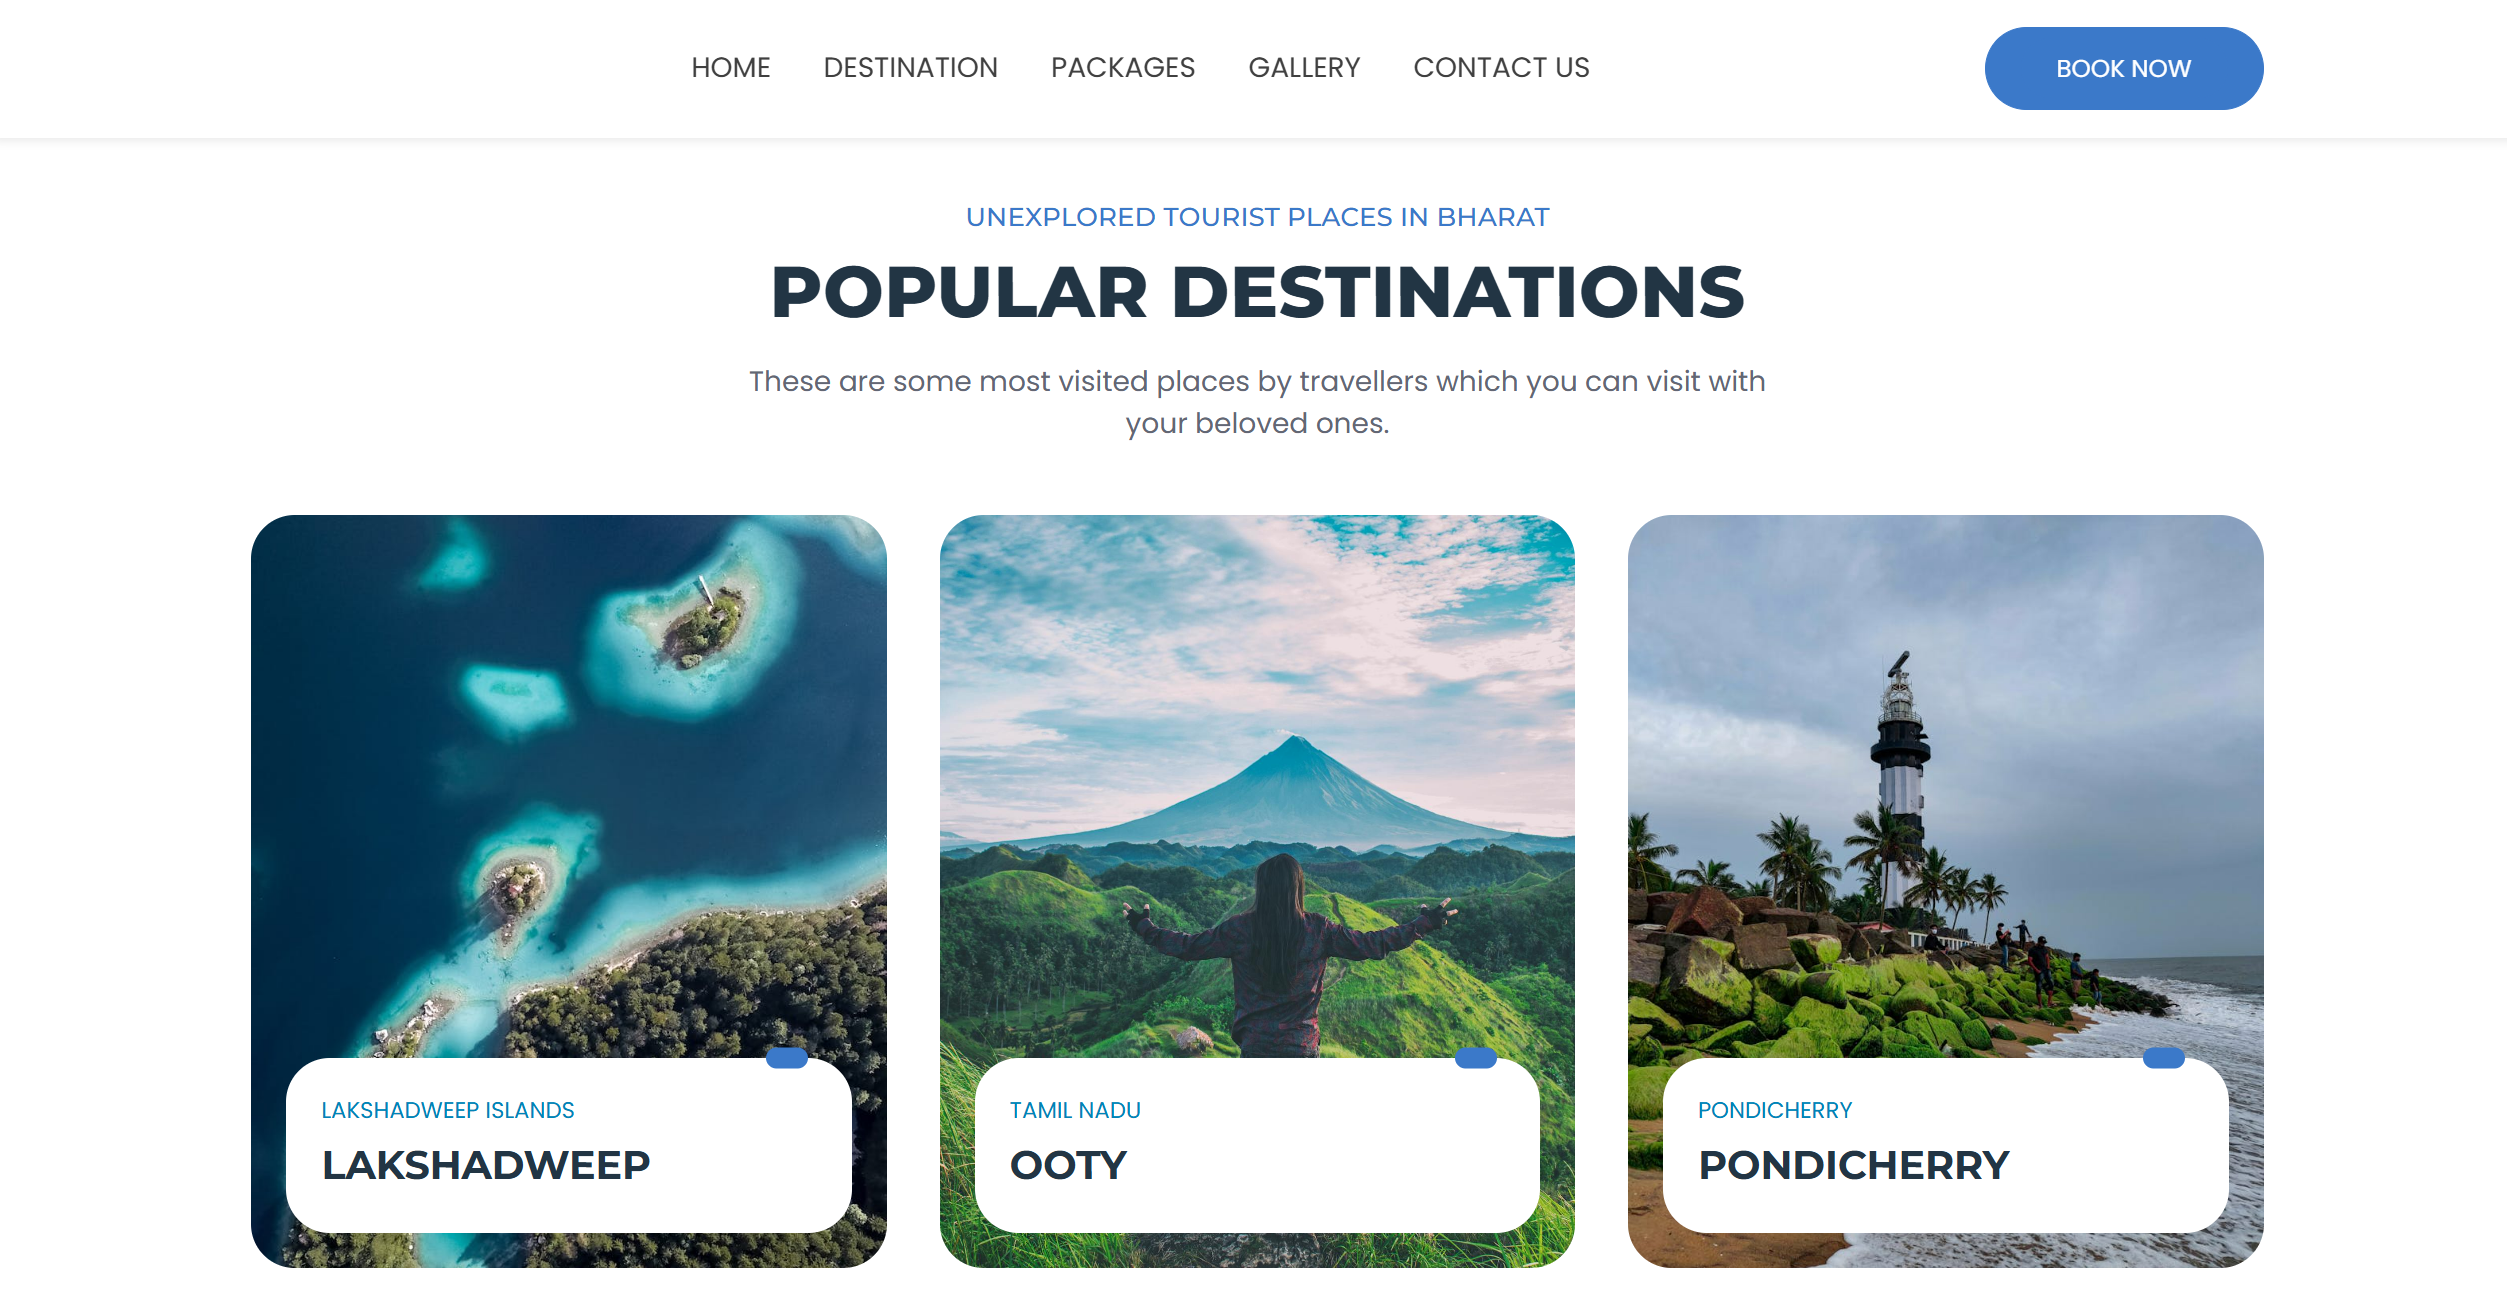 HOME DESTINATION PACKAGES GALLERY CONTACT US BOOK NOW
UNEXPLORED TOURIST PLACES IN BHARAT
POPULAR DESTINATIONS
These are some most visited places by travellers which you can visit with
your beloved ones.
LAKSHADWEEP ISLANDS
LAKSHADWEEP
TAMIL NADU
OOTY
PONDICHERRY
PONDICHERRY